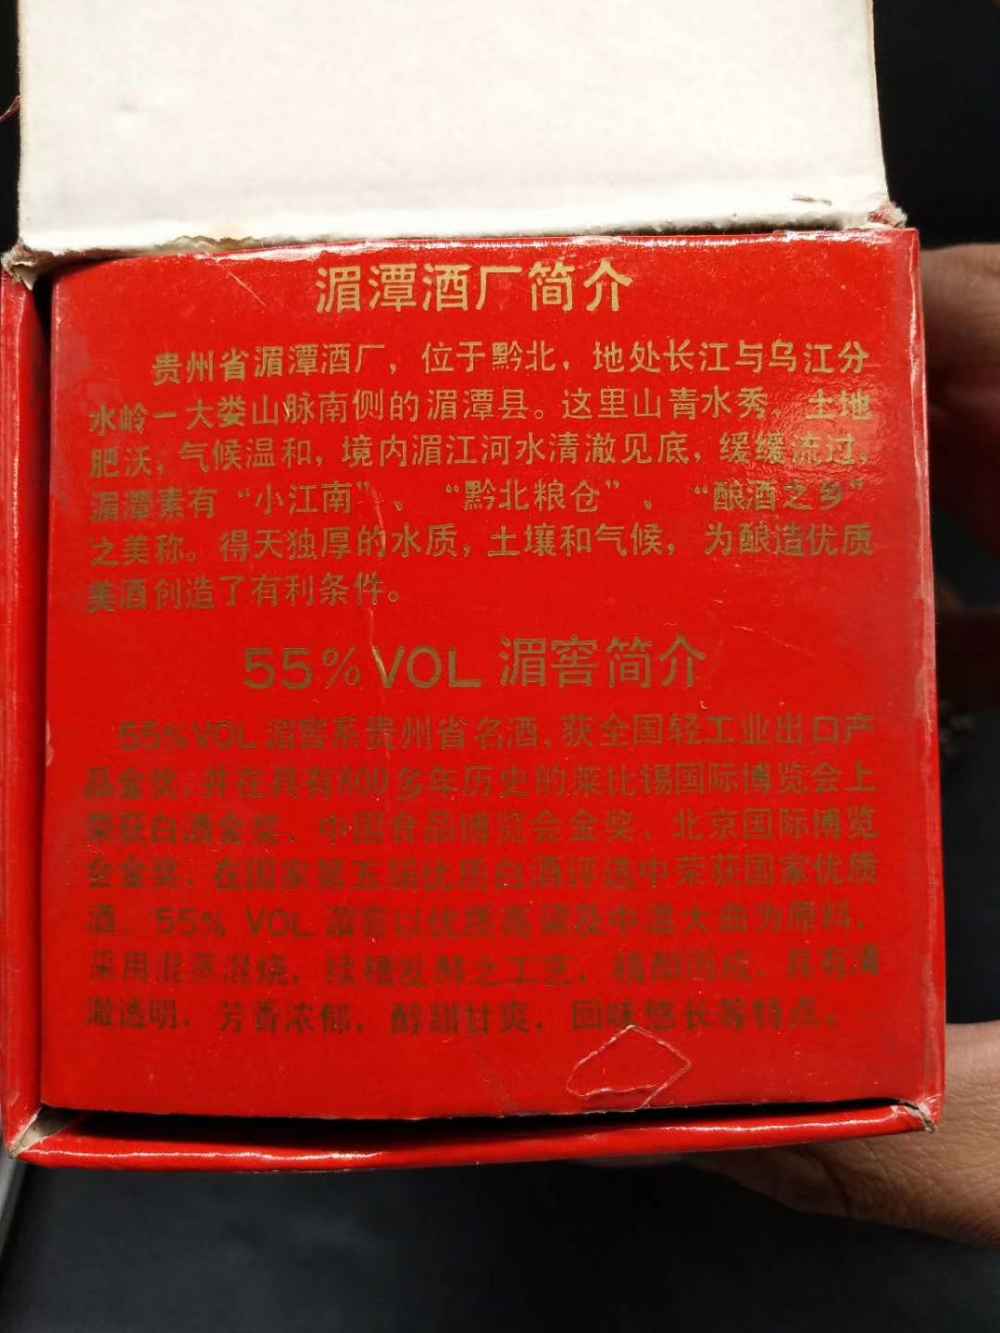 湄潭酒厂简介
贵州省湄潭酒厂，位于黔北，地处长江与乌江分
水岭一大娄山脉南侧的湄潭县。这里山青水秀，土地
肥沃，气候温和，境内湄江河水清澈见底，缓缓流过，
湄潭素有“小江南”、“黔北粮仓”、“酿酒之乡”
之美称。得天独厚的水质，土壤和气候，为酿造优质
美酒创造了有利条件。
55%VOL 湄窖简介
55%VOL 湄窖系贵州省名酒，获全国轻工业出口产
品金奖，并在具有800多年历史的莱比锡国际博览会上
荣获白酒金奖、中国食品博览会金奖、北京国际博览
会金奖，在国家第五届优质白酒评选中荣获国家优质
酒。55% VOL 湄窖以优质高粱及中温大曲为原料，
采用混蒸混烧，续糟发酵之工艺，精酿而成，具有清
澈透明，芳香浓郁，醇甜甘爽，回味悠长等特点。